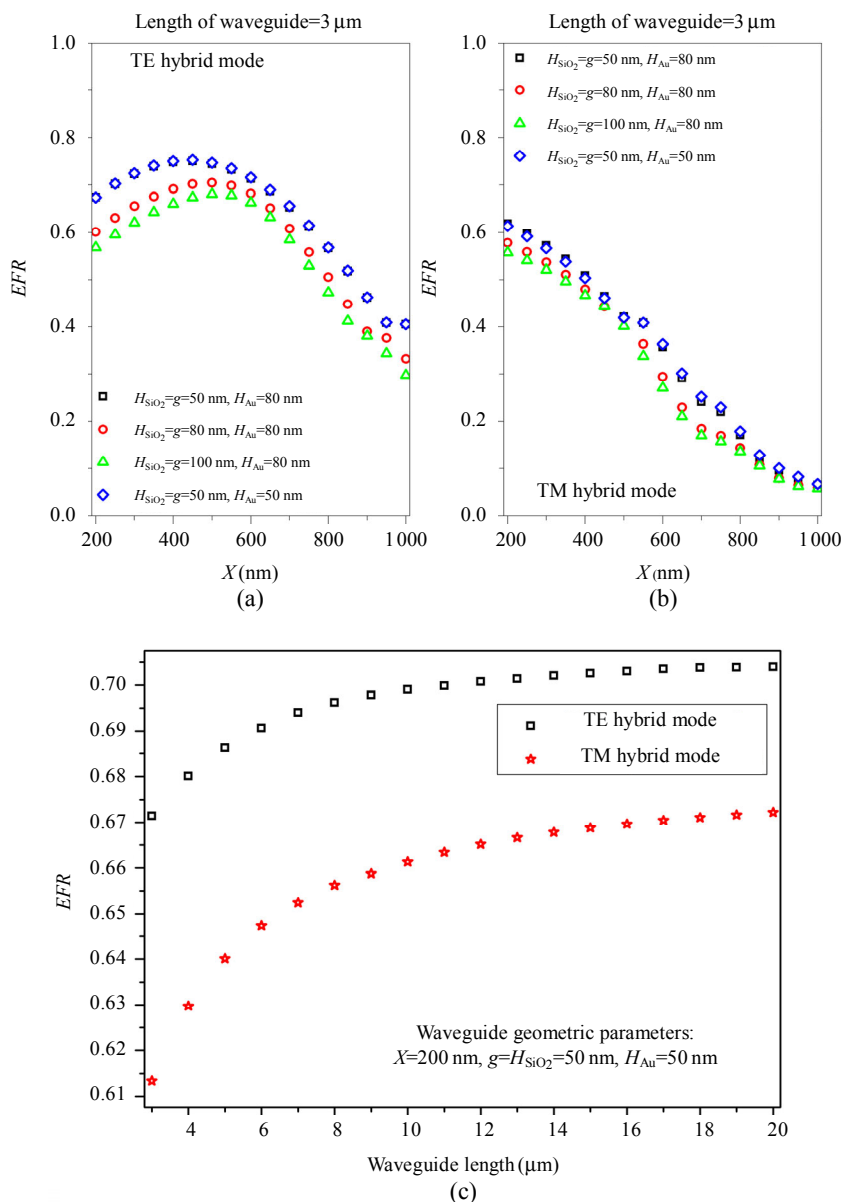 Length of waveguide=3 μm
TE hybrid mode
1.0
0.8
0.6
0.4
0.2
0.0
EFR
H_SiO₂=g=50 nm, H_Au=80 nm
H_SiO₂=g=80 nm, H_Au=80 nm
H_SiO₂=g=100 nm, H_Au=80 nm
H_SiO₂=g=50 nm, H_Au=50 nm
200 400 600 800 1 000
X (nm)
(a)
Length of waveguide=3 μm
1.0
0.8
0.6
0.4
0.2
0.0
EFR
H_SiO₂=g=50 nm, H_Au=80 nm
H_SiO₂=g=80 nm, H_Au=80 nm
H_SiO₂=g=100 nm, H_Au=80 nm
H_SiO₂=g=50 nm, H_Au=50 nm
TM hybrid mode
200 400 600 800 1 000
X (nm)
(b)
0.70
0.69
0.68
0.67
0.66
0.65
0.64
0.63
0.62
0.61
EFR
TE hybrid mode
TM hybrid mode
Waveguide geometric parameters:
X=200 nm, g=H_SiO₂=50 nm, H_Au=50 nm
4 6 8 10 12 14 16 18 20
Waveguide length (μm)
(c)